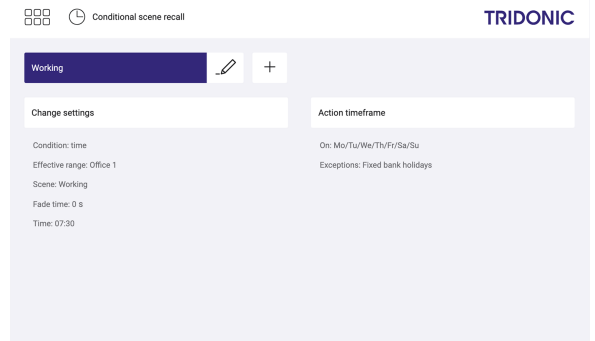 Conditional scene recall
TRIDONIC
Working
Change settings
Action timeframe
Condition: time
On: Mo/Tu/We/Th/Fr/Sa/Su
Effective range: Office 1
Exceptions: Fixed bank holidays
Scene: Working
Fade time: 0 s
Time: 07:30